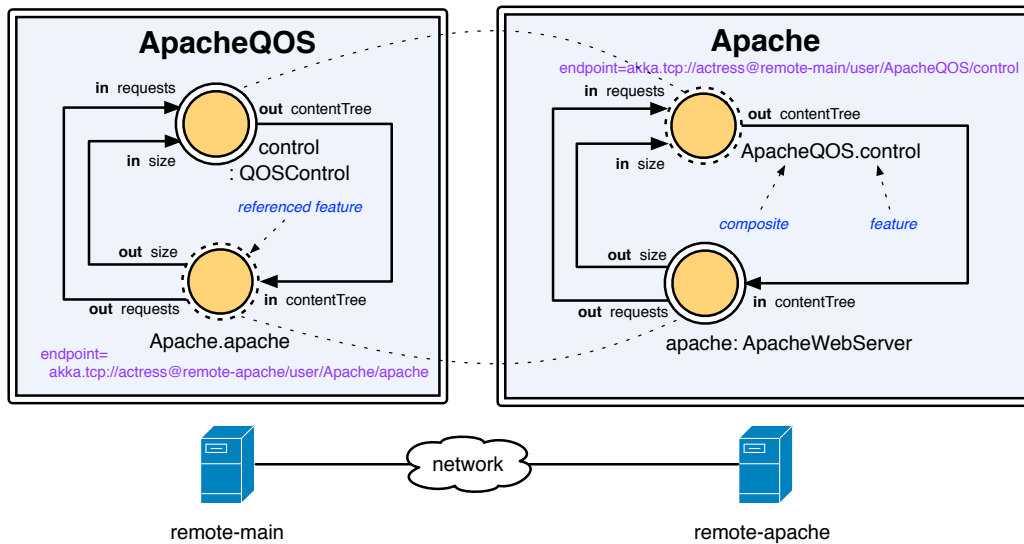 ApacheQOS
in requests
out contentTree
in size
control
: QOSControl
referenced feature
out size
in contentTree
out requests
Apache.apache
endpoint=
akka.tcp://actress@remote-apache/user/Apache/apache
Apache
endpoint=akka.tcp://actress@remote-main/user/ApacheQOS/control
in requests
out contentTree
in size
ApacheQOS.control
composite
feature
out size
in contentTree
out requests
apache: ApacheWebServer
network
remote-main
remote-apache